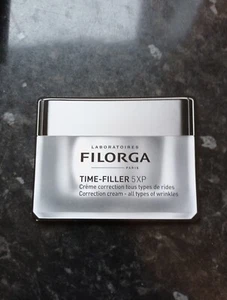 LABORATOIRES
FILORGA
PARIS
TIME-FILLER 5XP
Crème correction tous types de rides
Correction cream - all types of wrinkles